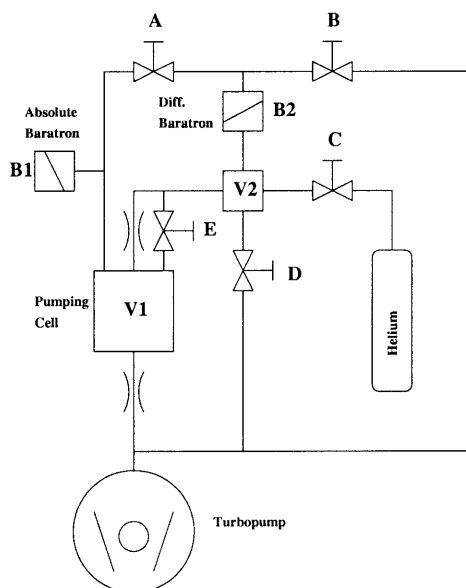 A
B
Absolute
Baratron
Diff.
Baratron
B2
B1
C
V2
E
D
Pumping
Cell
V1
Helium
Turbopump